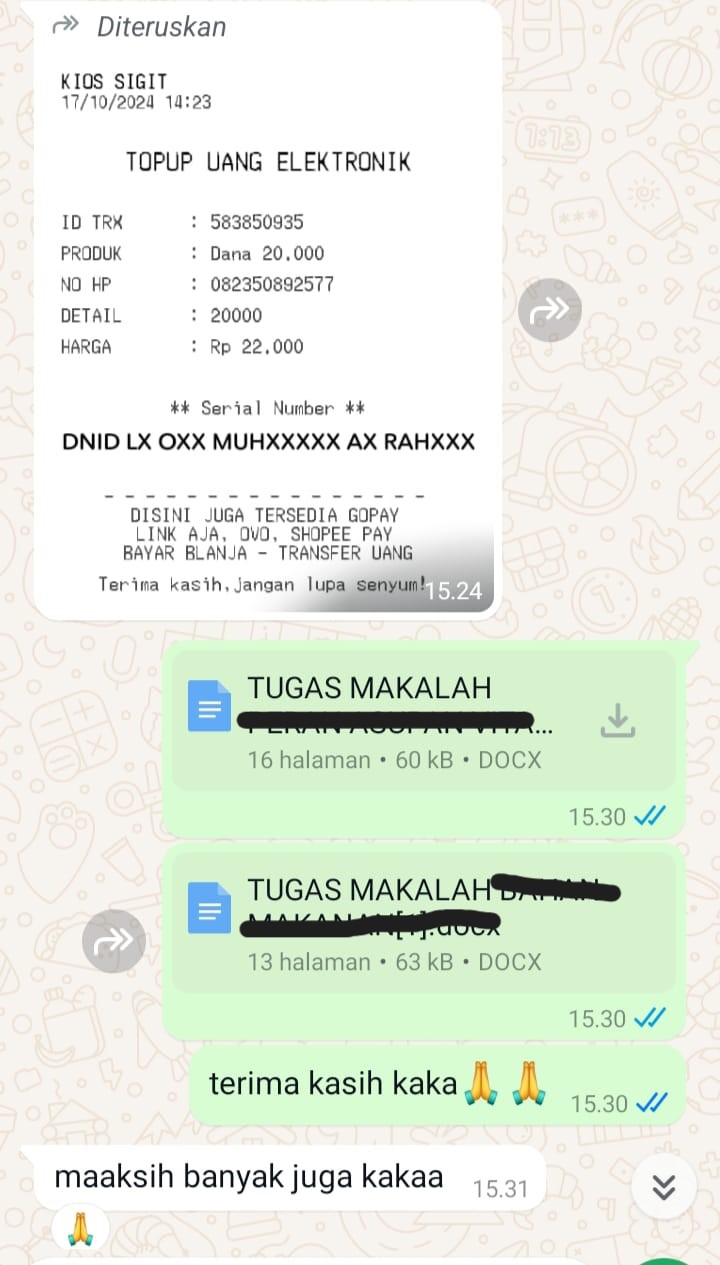 Diteruskan
KIOS SIGIT
17/10/2024 14:23
TOPUP UANG ELEKTRONIK
ID TRX : 583850935
PRODUK : Dana 20.000
NO HP : 082350892577
DETAIL : 20000
HARGA : Rp 22.000
** Serial Number **
DNID LX OXX MUHXXXXX AX RAHXXX
DISINI JUGA TERSEDIA GOPAY
LINK AJA, OVO, SHOPEE PAY
BAYAR BLANJA - TRANSFER UANG
Terima kasih,jangan lupa senyum!
15.24
TUGAS MAKALAH
16 halaman • 60 kB • DOCX
15.30
TUGAS MAKALAH
13 halaman • 63 kB • DOCX
15.30
terima kasih kaka🙏🙏
15.30
maaksih banyak juga kakaa
15.31
🙏